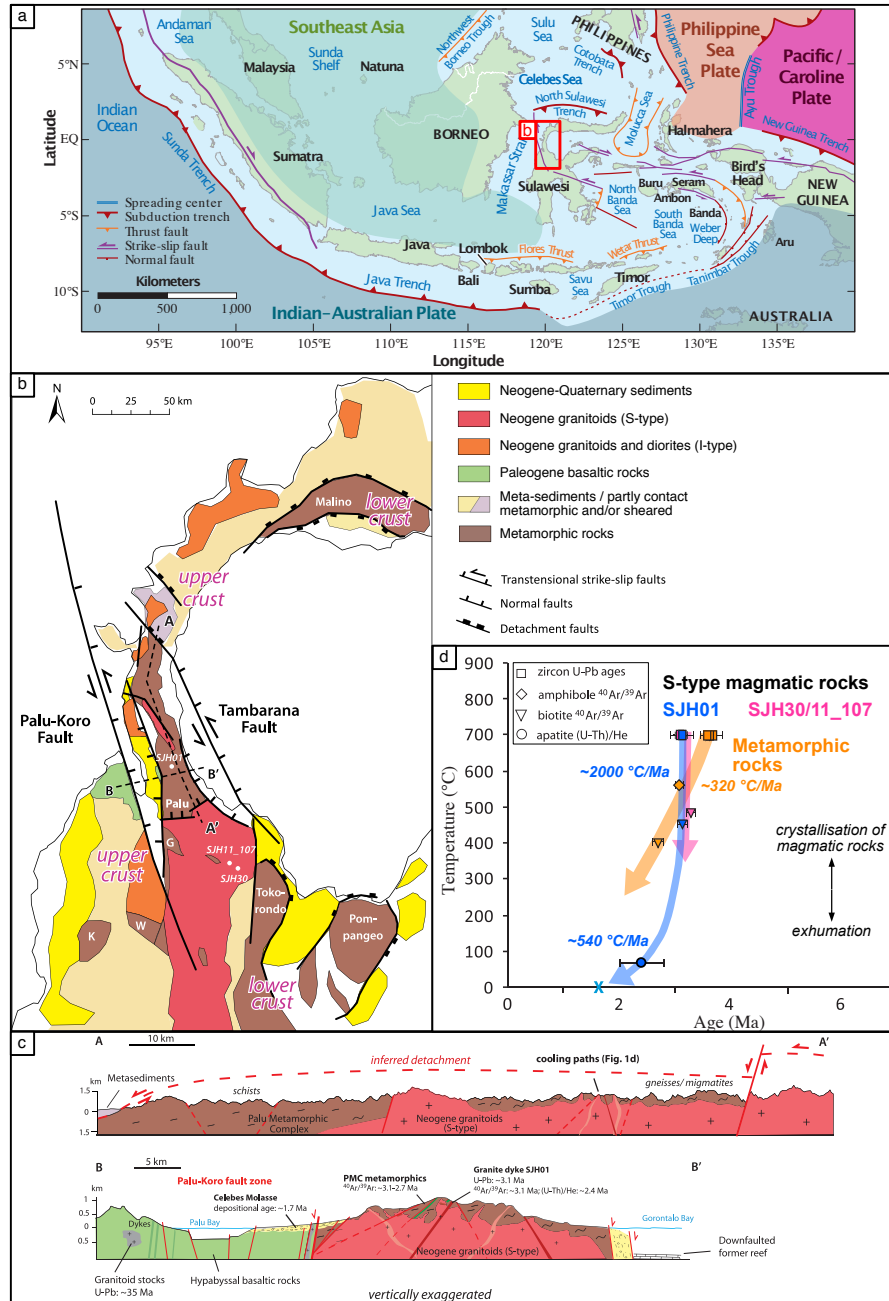 a
Andaman
Sea
Southeast Asia
Sunda
Shelf
Malaysia
Natuna
Northwest
Borneo Trough
Sulu
Sea
PHILIPPINES
Cotobata
Trench
Philippine Trench
Philippine
Sea
Plate
Pacific /
Caroline
Plate
Ayu Trough
New Guinea Trench
Celebes Sea
North Sulawesi
Trench
Molucca Sea
Halmahera
Indian
Ocean
Sunda Trench
Sumatra
BORNEO
b
Makassar Strait
Sulawesi
Buru
Seram
Ambon
Bird's
Head
NEW
GUINEA
North
Banda
Sea
South
Banda
Sea
Banda
Weber
Deep
Aru
Java Sea
Java
Lombok
Bali
Flores Thrust
Sumba
Savu
Sea
Wetar Thrust
Timor
Timor Trough
Tanimbar Trough
Java Trench
Indian–Australian Plate
AUSTRALIA
Spreading center
Subduction trench
Thrust fault
Strike-slip fault
Normal fault
Kilometers
0
500
1,000
Latitude
5°N
EQ
5°S
10°S
95°E
100°E
105°E
110°E
115°E
120°E
125°E
130°E
135°E
Longitude
b
N
0
25
50 km
Neogene-Quaternary sediments
Neogene granitoids (S-type)
Neogene granitoids and diorites (I-type)
Paleogene basaltic rocks
Meta-sediments / partly contact
metamorphic and/or sheared
Metamorphic rocks
Transtensional strike-slip faults
Normal faults
Detachment faults
Malino
lower
crust
upper
crust
A
Palu-Koro
Fault
Tambarana
Fault
SJH01
B
B'
Palu
A'
G
SJH11_107
SJH30
upper
crust
Toko-
rondo
Pom-
pangeo
K
W
lower
crust
d
zircon U–Pb ages
amphibole ⁴⁰Ar/³⁹Ar
biotite ⁴⁰Ar/³⁹Ar
apatite (U–Th)/He
S-type magmatic rocks
SJH01
SJH30/11_107
Metamorphic
rocks
~2000 °C/Ma
~320 °C/Ma
~540 °C/Ma
crystallisation of
magmatic rocks
exhumation
Temperature (°C)
900
800
700
600
500
400
300
200
100
0
X
0
2
3
4
6
Age (Ma)
c
A
10 km
A'
inferred detachment
cooling paths (Fig. 1d)
Metasediments
schists
gneisses/ migmatites
km
1.5
0
1.5
Palu Metamorphic
Complex
Neogene granitoids
(S-type)
B
5 km
B'
Palu-Koro fault zone
PMC metamorphics
⁴⁰Ar/³⁹Ar: ~3.1–2.7 Ma
Granite dyke SJH01
U-Pb: ~3.1 Ma
⁴⁰Ar/³⁹Ar: ~3.1 Ma; (U-Th)/He: ~2.4 Ma
Celebes Molasse
depositional age: ~1.7 Ma
km
1
0.5
0
0.5
Dykes
Palu Bay
Gorontalo Bay
Neogene granitoids (S-type)
Downfaulted
former reef
Granitoid stocks
U-Pb: ~35 Ma
Hypabyssal basaltic rocks
vertically exaggerated